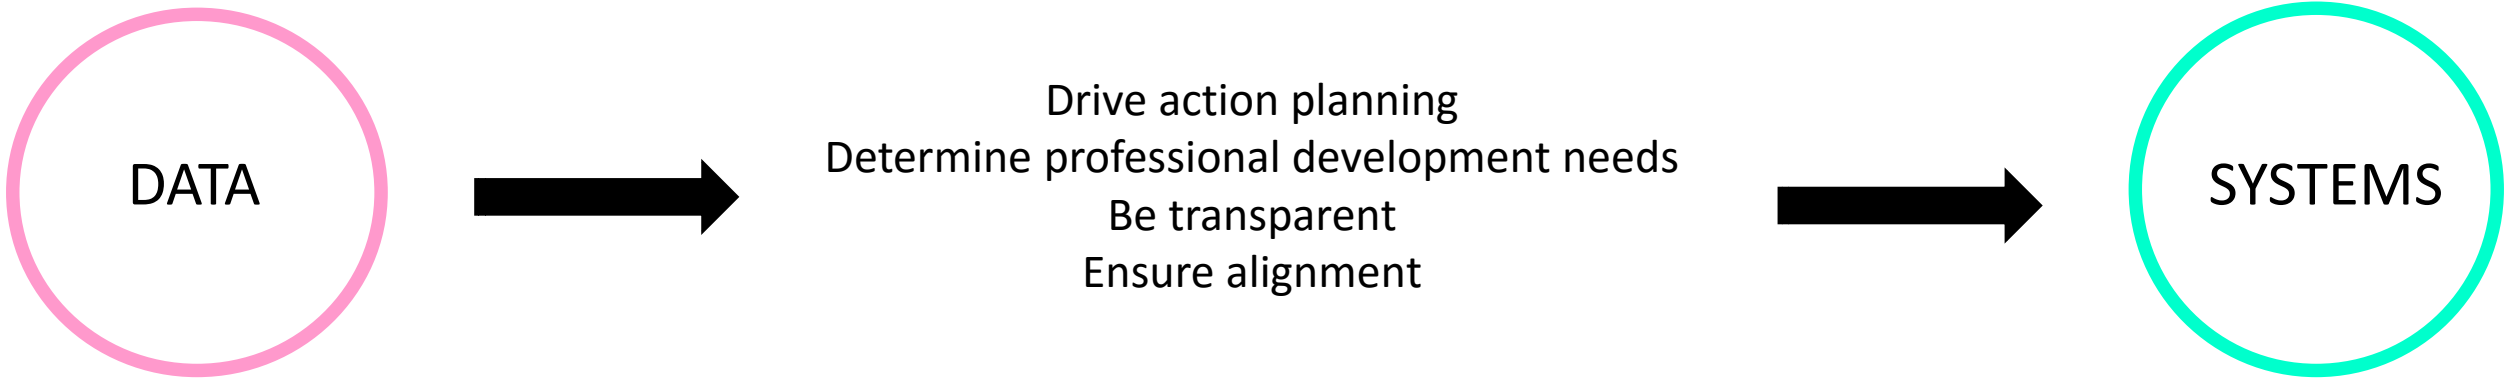 DATA
Drive action planning
Determine professional development needs
Be transparent
Ensure alignment
SYSTEMS